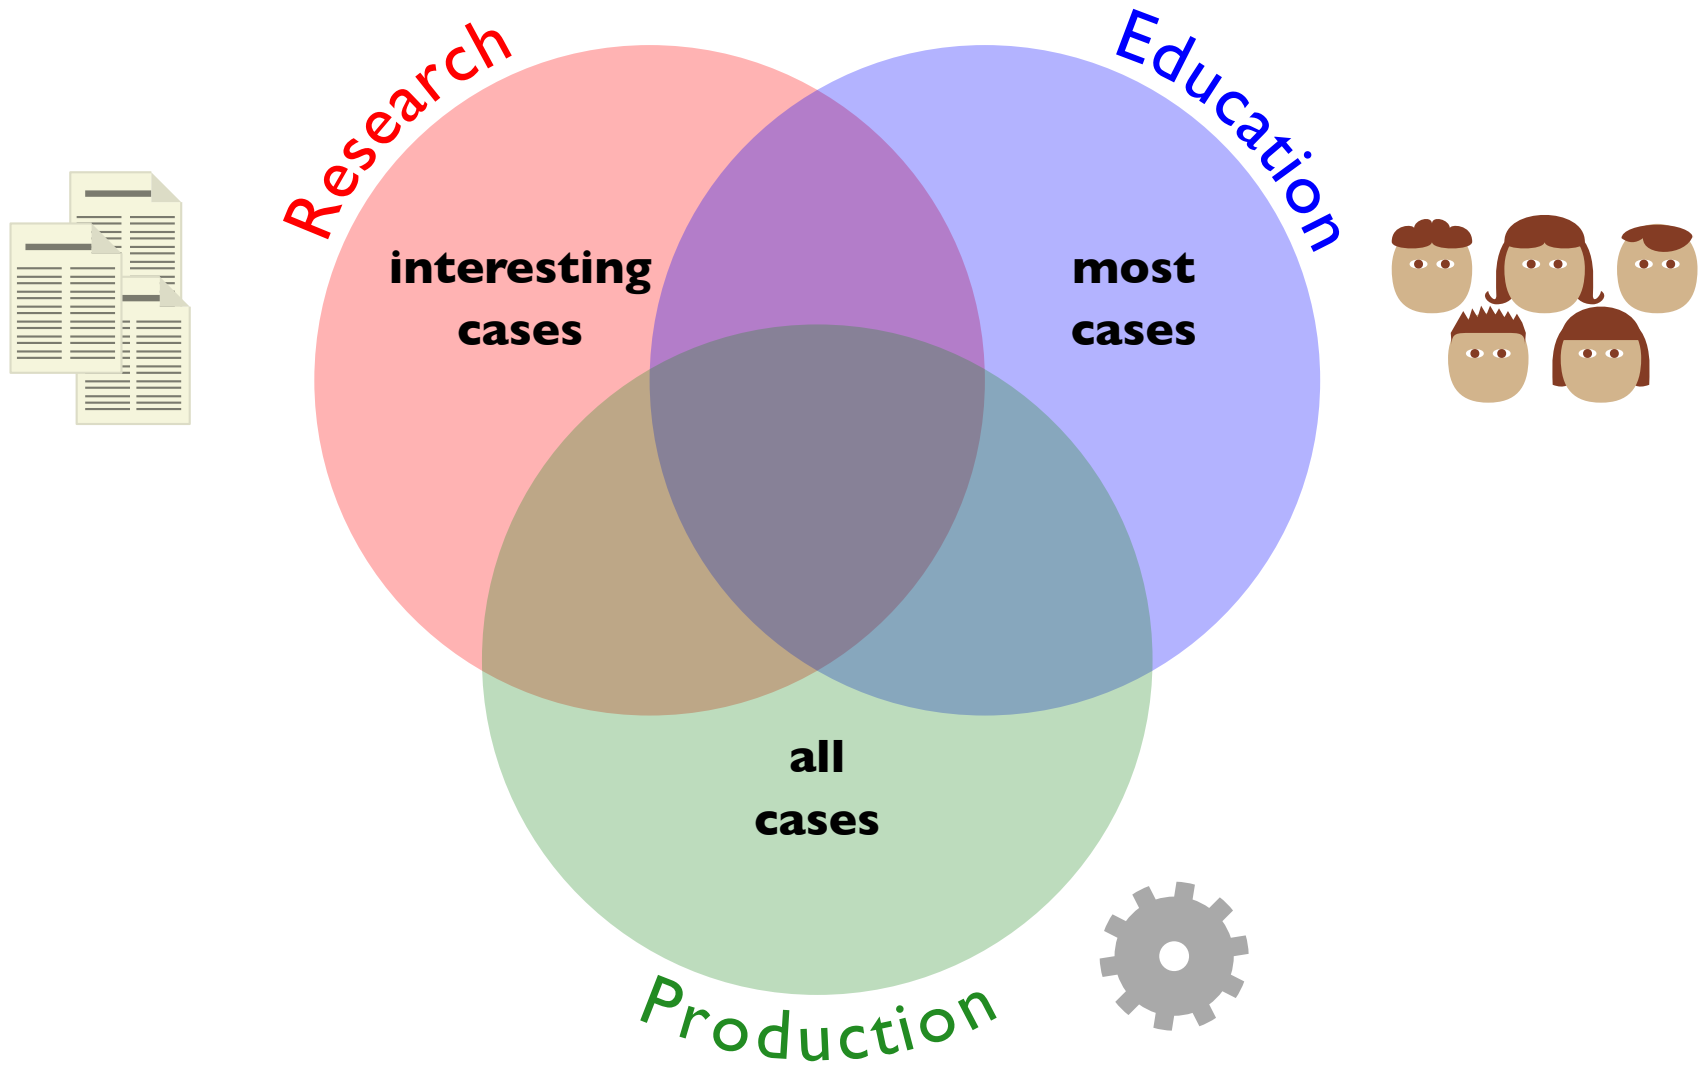 Research
Education
interesting
cases
most
cases
all
cases
Production